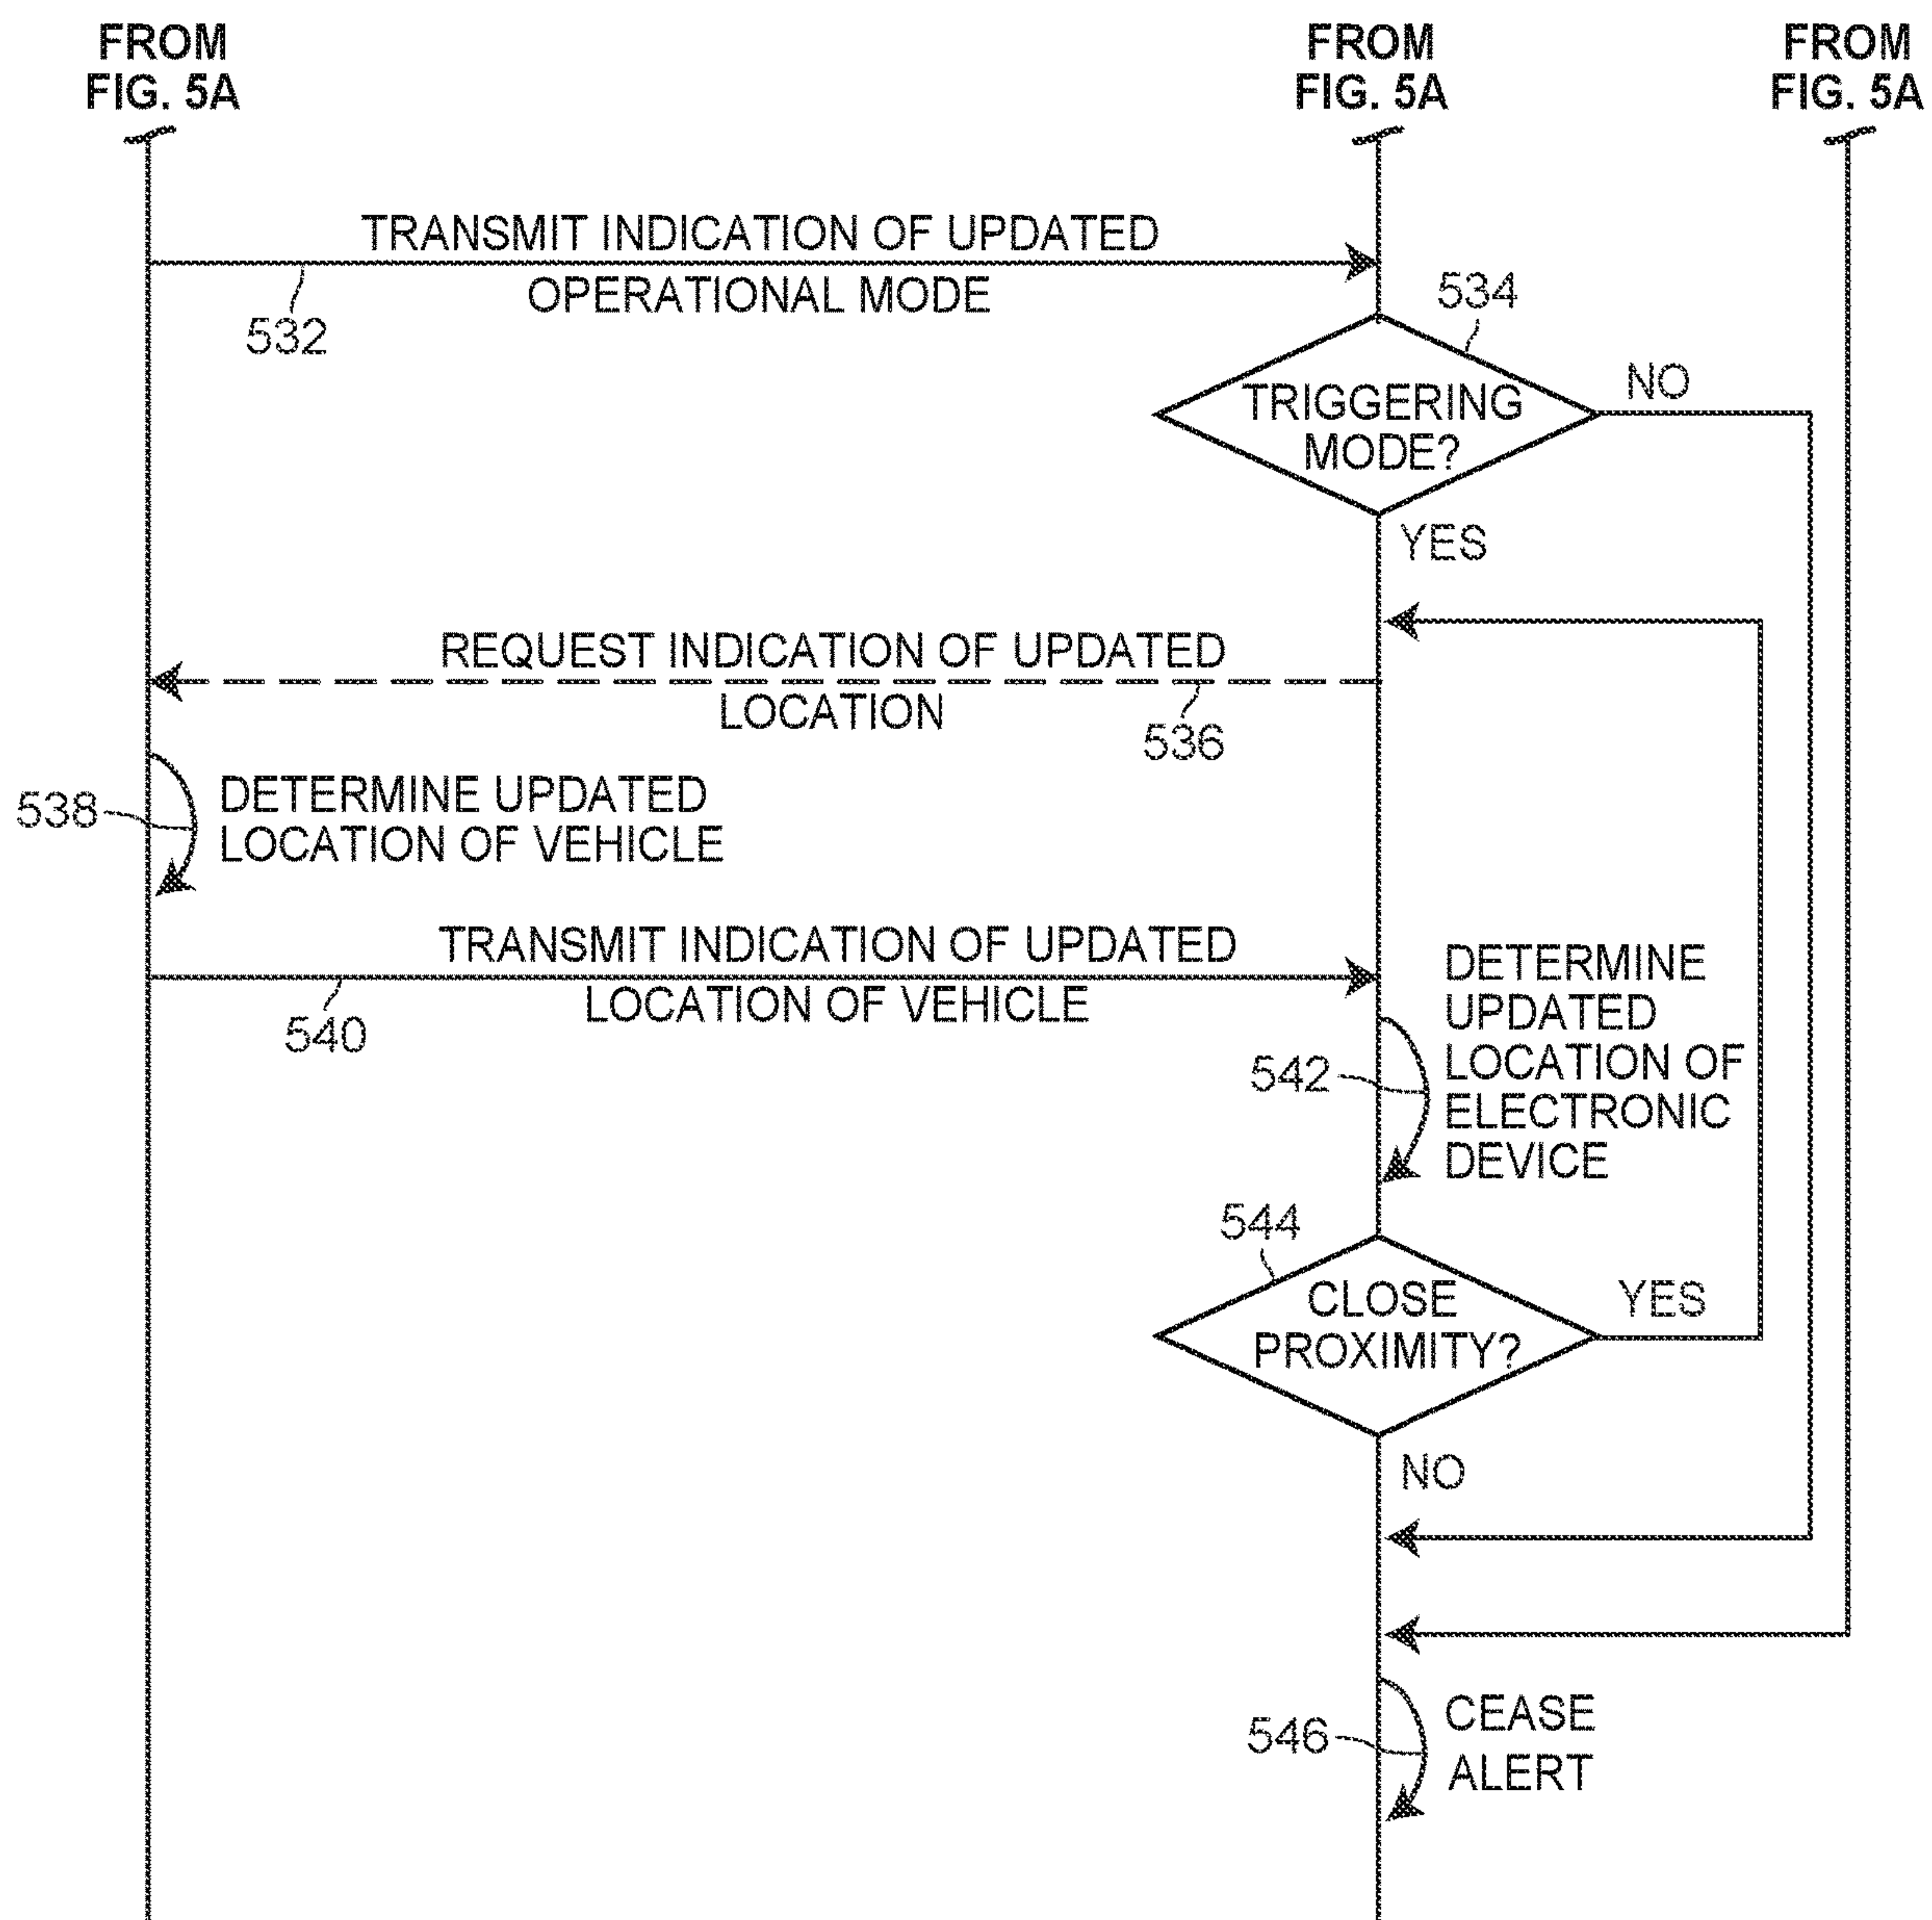 FROM
FIG. 5A
FROM
FIG. 5A
FROM
FIG. 5A
TRANSMIT INDICATION OF UPDATED
OPERATIONAL MODE
532
534
TRIGGERING
MODE?
NO
YES
REQUEST INDICATION OF UPDATED
LOCATION
536
538
DETERMINE UPDATED
LOCATION OF VEHICLE
TRANSMIT INDICATION OF UPDATED
LOCATION OF VEHICLE
540
542
DETERMINE
UPDATED
LOCATION OF
ELECTRONIC
DEVICE
544
CLOSE
PROXIMITY?
YES
NO
546
CEASE
ALERT